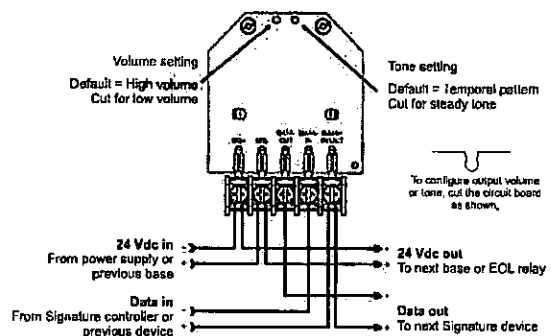 Volume setting
Default = High volume
Cut for low volume
Tone setting
Default = Temporal pattern
Cut for steady tone
To configure output volume
or tone, cut the circuit board
as shown.
DATA
OUT
24 Vdc in
From power supply or
previous base
-
+
24 Vdc out
To next base or EOL relay
-
+
Data in
From Signature controller or
previous device
-
+
Data out
To next Signature device
-
+